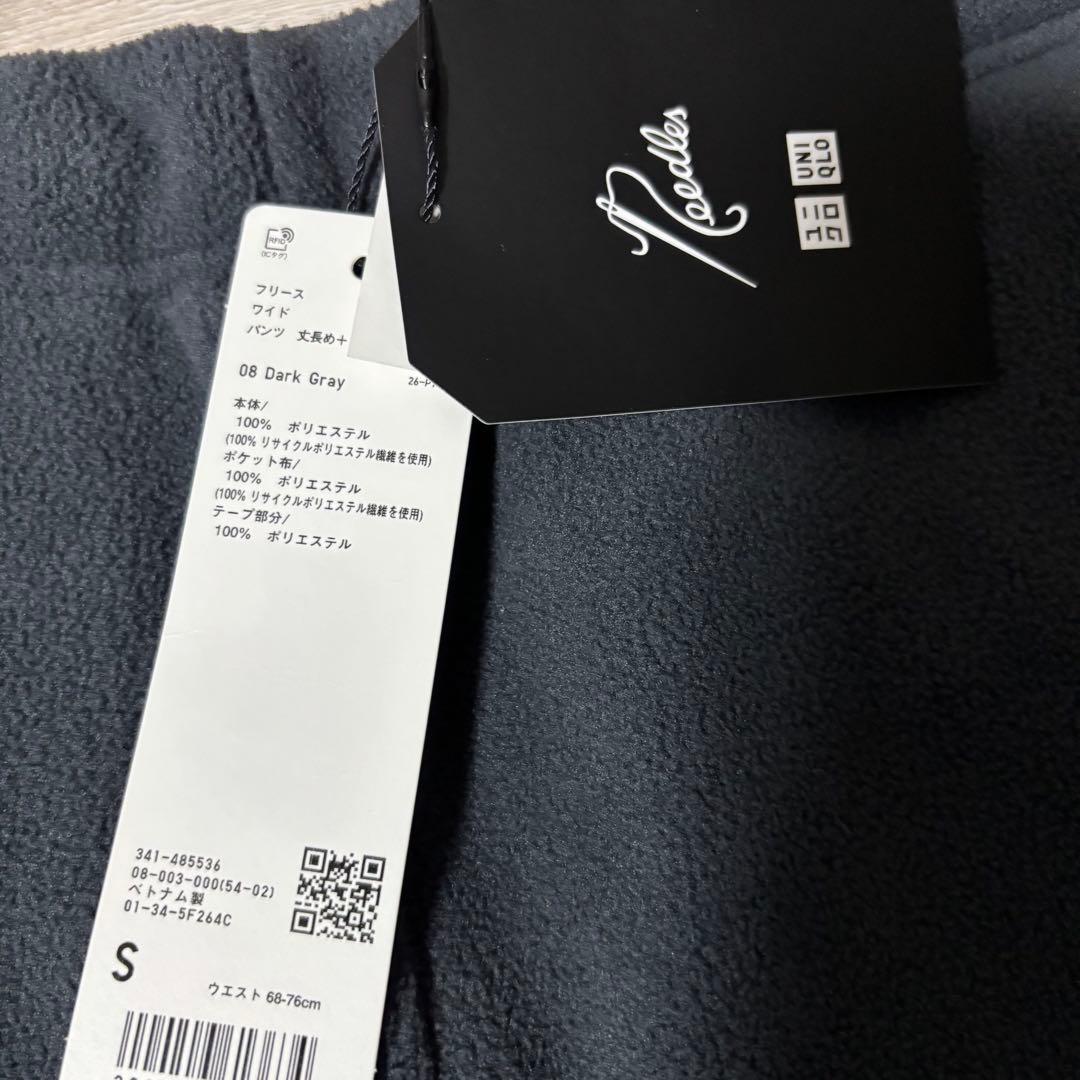 Needles
UNI
QLO
ユニ
クロ
RFID
(ICタグ)
フリース
ワイド
パンツ 丈長め+
08 Dark Gray
本体/
100% ポリエステル
(100% リサイクルポリエステル繊維を使用)
ポケット布/
100% ポリエステル
(100% リサイクルポリエステル繊維を使用)
テープ部分/
100% ポリエステル
341-485536
08-003-000(54-02)
ベトナム製
01-34-5F264C
S
ウエスト 68-76cm